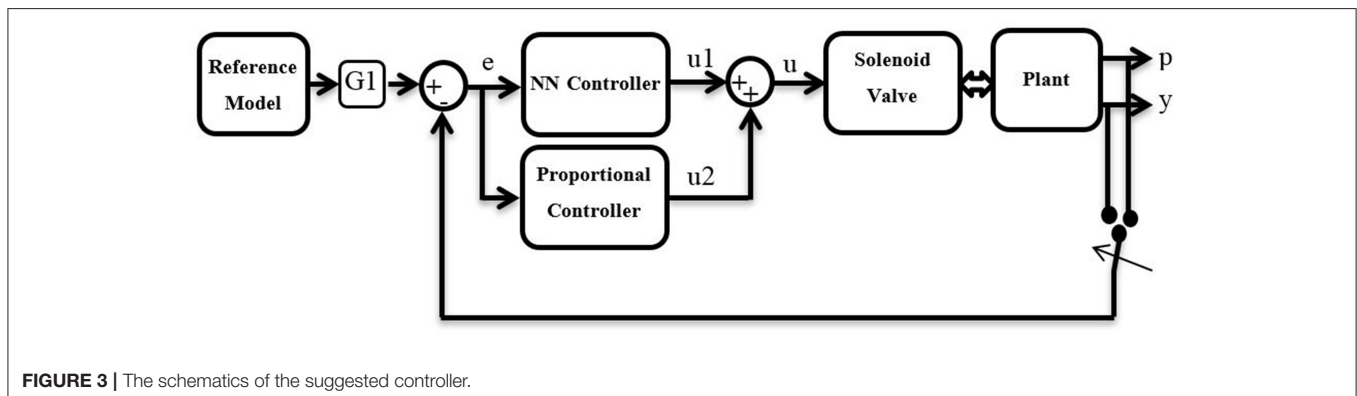 Reference
Model
G1
+
-
e
NN Controller
u1
Proportional
Controller
u2
+
+
u
Solenoid
Valve
Plant
p
y
FIGURE 3 | The schematics of the suggested controller.